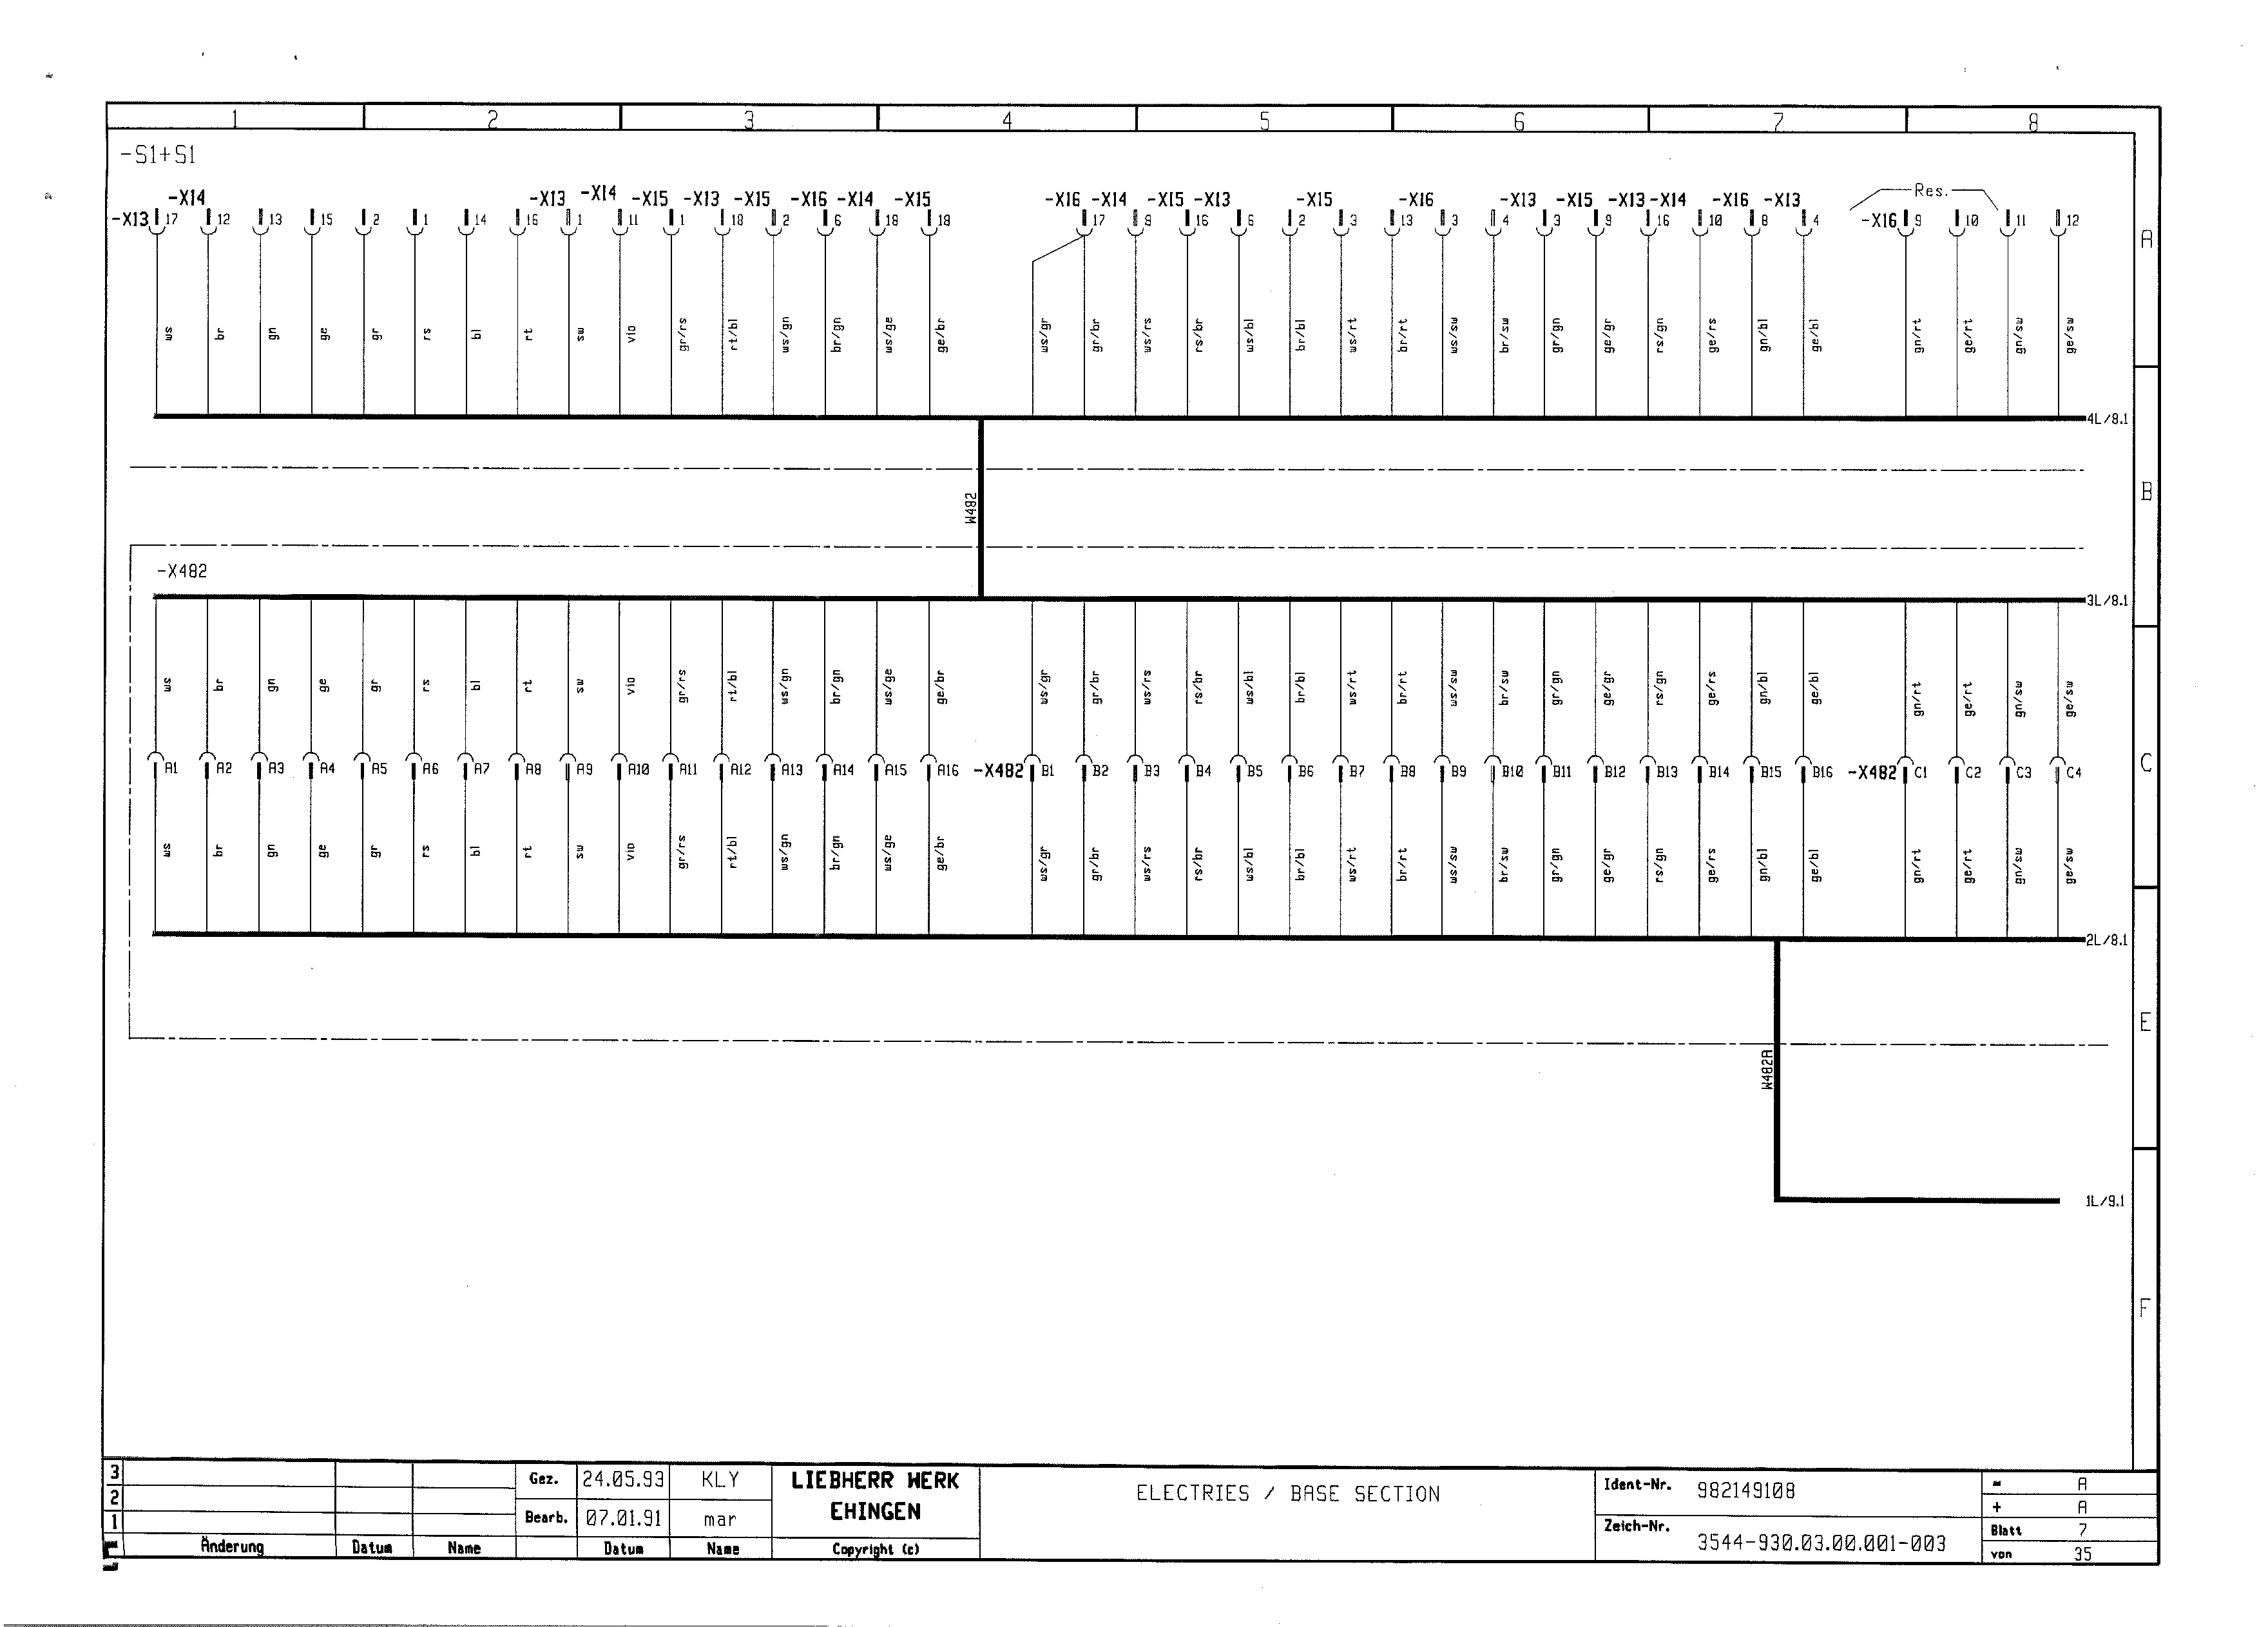 1 2 3 4 5 6 7 8
-S1+S1
-X14 -X13 -X14 -X15 -X13 -X15 -X16 -X14 -X15 -X16 -X14 -X15 -X13 -X15 -X16 -X13 -X15 -X13 -X14 -X16 -X13 Res.
-X13 17 12 13 15 2 1 14 16 1 11 1 18 2 6 18 18 17 9 16 6 2 3 13 3 4 3 9 16 10 8 4 -X16 9 10 11 12
A
ws br gn ge gr rs bl rt sw vio gr/rs rt/bl ws/gn br/gn ws/ge ge/br ws/gr gr/br ws/rs rs/br ws/bl br/bl ws/rt br/rt ws/sw br/sw gr/gn ge/gr rs/gn ge/rs gn/bl ge/bl gn/rt ge/rt gn/sw ge/sw
4L/8.1
W482
B
-X482
3L/8.1
ws br gn ge gr rs bl rt sw vio gr/rs rt/bl ws/gn br/gn ws/ge ge/br ws/gr gr/br ws/rs rs/br ws/bl br/bl ws/rt br/rt ws/sw br/sw gr/gn ge/gr rs/gn ge/rs gn/bl ge/bl gn/rt ge/rt gn/sw ge/sw
A1 A2 A3 A4 A5 A6 A7 A8 A9 A10 A11 A12 A13 A14 A15 A16 -X482 B1 B2 B3 B4 B5 B6 B7 B8 B9 B10 B11 B12 B13 B14 B15 B16 -X482 C1 C2 C3 C4
C
ws br gn ge gr rs bl rt sw vio gr/rs rt/bl ws/gn br/gn ws/ge ge/br ws/gr gr/br ws/rs rs/br ws/bl br/bl ws/rt br/rt ws/sw br/sw gr/gn ge/gr rs/gn ge/rs gn/bl ge/bl gn/rt ge/rt gn/sw ge/sw
2L/8.1
E
W482A
1L/9.1
F
3 Gez. 24.05.93 KLY LIEBHERR WERK ELECTRIES / BASE SECTION Ident-Nr. 982149108 = A
2 + A
1 Bearb. 07.01.91 mar EHINGEN Zeich-Nr. 3544-930.03.00.001-003 Blatt 7
Änderung Datum Name Datum Name Copyright (c) von 35